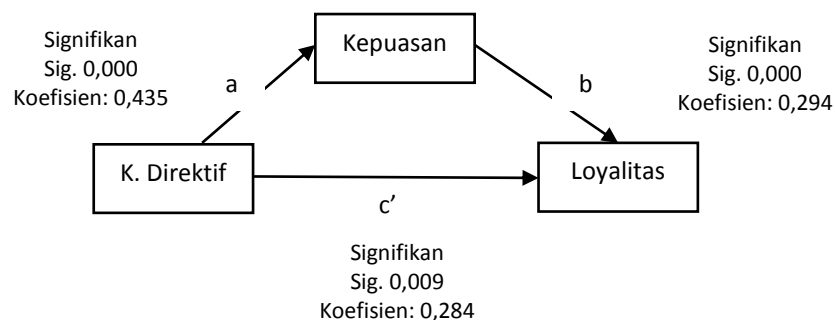 Signifikan
Sig. 0,000
Koefisien: 0,435
a
Kepuasan
b
Signifikan
Sig. 0,000
Koefisien: 0,294
K. Direktif
Loyalitas
c’
Signifikan
Sig. 0,009
Koefisien: 0,284